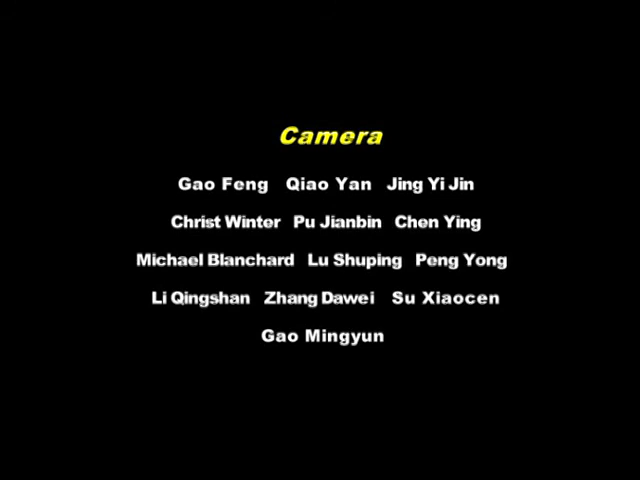 Camera
Gao Feng Qiao Yan Jing Yi Jin
Christ Winter Pu Jianbin Chen Ying
Michael Blanchard Lu Shuping Peng Yong
Li Qingshan Zhang Dawei Su Xiaocen
Gao Mingyun